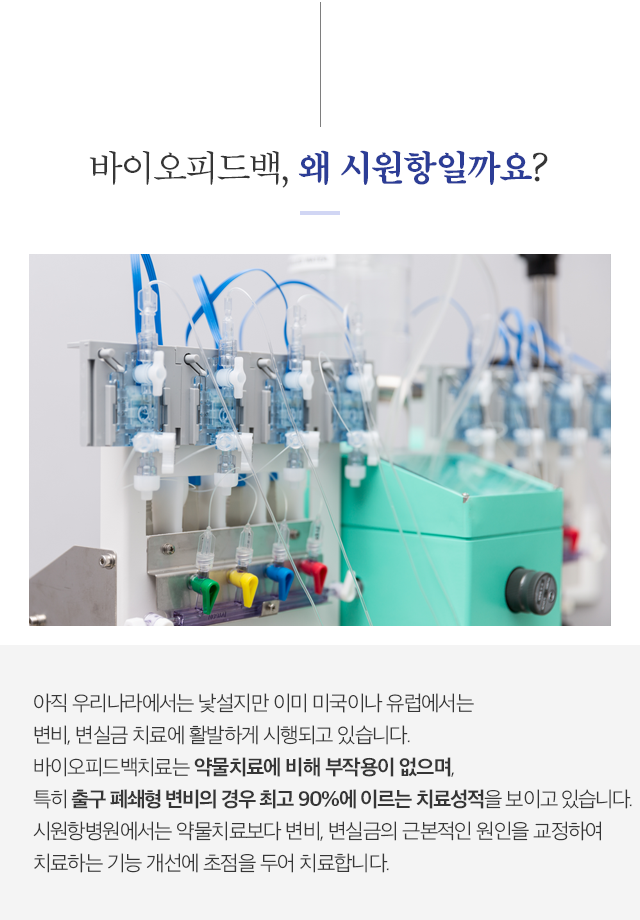 바이오피드백, 왜 시원항일까요?
아직 우리나라에서는 낯설지만 이미 미국이나 유럽에서는
변비, 변실금 치료에 활발하게 시행되고 있습니다.
바이오피드백치료는 약물치료에 비해 부작용이 없으며,
특히 출구 폐쇄형 변비의 경우 최고 90%에 이르는 치료성적을 보이고 있습니다.
시원항병원에서는 약물치료보다 변비, 변실금의 근본적인 원인을 교정하여
치료하는 기능 개선에 초점을 두어 치료합니다.